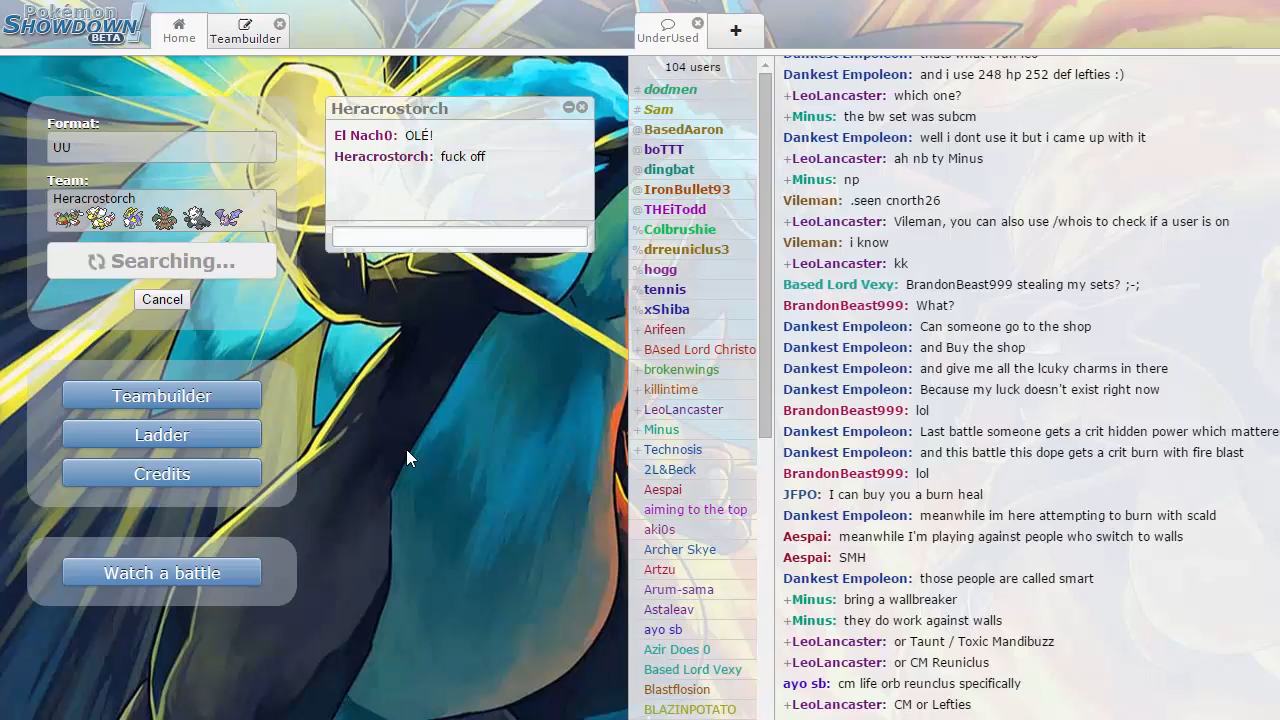 Pokémon
SHOWDOWN!
BETA
Home
Teambuilder
UnderUsed
+
Format:
UU
Team:
Heracrostorch
Searching...
Cancel
Teambuilder
Ladder
Credits
Watch a battle
Heracrostorch
El Nach0: OLÉ!
Heracrostorch: fuck off
104 users
# dodmen
# Sam
@BasedAaron
@boTTT
@dingbat
@IronBullet93
@THEiTodd
%Colbrushie
%drreuniclus3
%hogg
%tennis
%xShiba
+Arifeen
+BAsed Lord Christo
+brokenwings
+killintime
+LeoLancaster
+Minus
+Technosis
2L&Beck
Aespai
aiming to the top
aki0s
Archer Skye
Artzu
Arum-sama
Astaleav
ayo sb
Azir Does 0
Based Lord Vexy
Blastflosion
BLAZINPOTATO
Dankest Empoleon: and i use 248 hp 252 def lefties :)
+LeoLancaster: which one?
+Minus: the bw set was subcm
Dankest Empoleon: well i dont use it but i came up with it
+LeoLancaster: ah nb ty Minus
+Minus: np
Vileman: .seen cnorth26
+LeoLancaster: Vileman, you can also use /whois to check if a user is on
Vileman: i know
+LeoLancaster: kk
Based Lord Vexy: BrandonBeast999 stealing my sets? ;-;
BrandonBeast999: What?
Dankest Empoleon: Can someone go to the shop
Dankest Empoleon: and Buy the shop
Dankest Empoleon: and give me all the lcuky charms in there
Dankest Empoleon: Because my luck doesn't exist right now
BrandonBeast999: lol
Dankest Empoleon: Last battle someone gets a crit hidden power which mattere
Dankest Empoleon: and this battle this dope gets a crit burn with fire blast
BrandonBeast999: lol
JFPO: I can buy you a burn heal
Dankest Empoleon: meanwhile im here attempting to burn with scald
Aespai: meanwhile I'm playing against people who switch to walls
Aespai: SMH
Dankest Empoleon: those people are called smart
+Minus: bring a wallbreaker
+Minus: they do work against walls
+LeoLancaster: or Taunt / Toxic Mandibuzz
+LeoLancaster: or CM Reuniclus
ayo sb: cm life orb reunclus specifically
+LeoLancaster: CM or Lefties